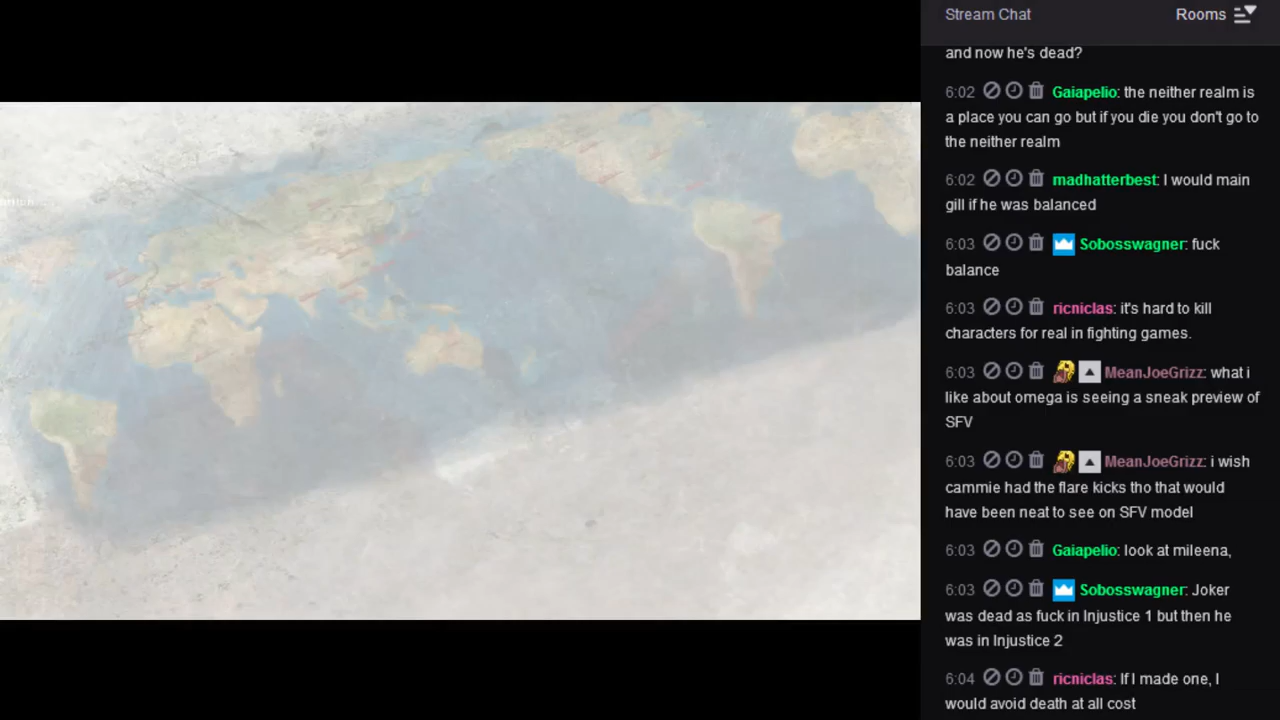 Stream Chat
Rooms
and now he's dead?
6:02 Gaiapelio: the neither realm is
a place you can go but if you die you don't go to
the neither realm
6:02 madhatterbest: I would main
gill if he was balanced
6:03 Sobosswagner: fuck
balance
6:03 ricniclas: it's hard to kill
characters for real in fighting games.
6:03 MeanJoeGrizz: what i
like about omega is seeing a sneak preview of
SFV
6:03 MeanJoeGrizz: i wish
cammie had the flare kicks tho that would
have been neat to see on SFV model
6:03 Gaiapelio: look at mileena,
6:03 Sobosswagner: Joker
was dead as fuck in Injustice 1 but then he
was in Injustice 2
6:04 ricniclas: If I made one, I
would avoid death at all cost